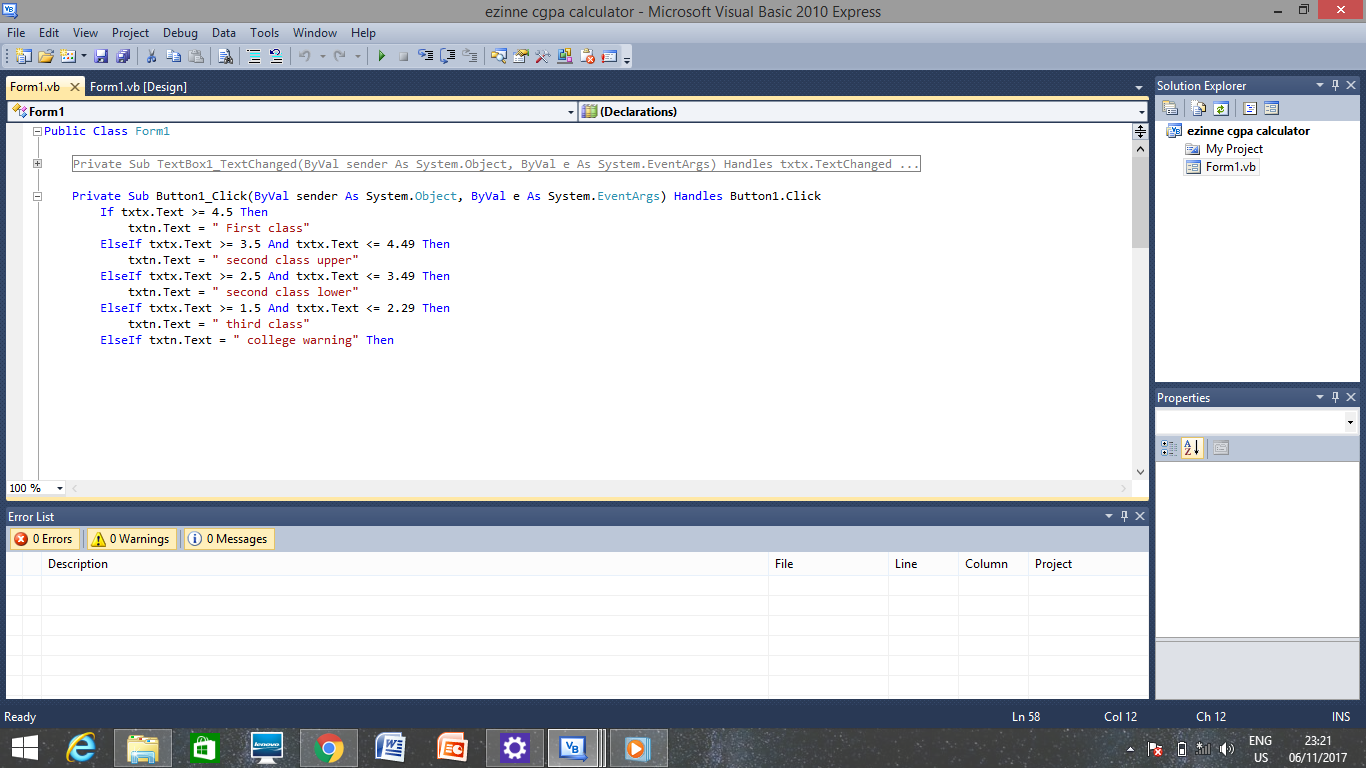 ezinne cgpa calculator - Microsoft Visual Basic 2010 Express
File Edit View Project Debug Data Tools Window Help
Form1.vb Form1.vb [Design]
Form1 (Declarations)
Public Class Form1
Private Sub TextBox1_TextChanged(ByVal sender As System.Object, ByVal e As System.EventArgs) Handles txtx.TextChanged ...
Private Sub Button1_Click(ByVal sender As System.Object, ByVal e As System.EventArgs) Handles Button1.Click
If txtx.Text >= 4.5 Then
txtn.Text = " First class"
ElseIf txtx.Text >= 3.5 And txtx.Text <= 4.49 Then
txtn.Text = " second class upper"
ElseIf txtx.Text >= 2.5 And txtx.Text <= 3.49 Then
txtn.Text = " second class lower"
ElseIf txtx.Text >= 1.5 And txtx.Text <= 2.29 Then
txtn.Text = " third class"
ElseIf txtn.Text = " college warning" Then
100 %
Solution Explorer
ezinne cgpa calculator
My Project
Form1.vb
Properties
Error List
0 Errors 0 Warnings 0 Messages
Description File Line Column Project
Ready Ln 58 Col 12 Ch 12 INS
lenovo
VB
ENG 23:21
US 06/11/2017